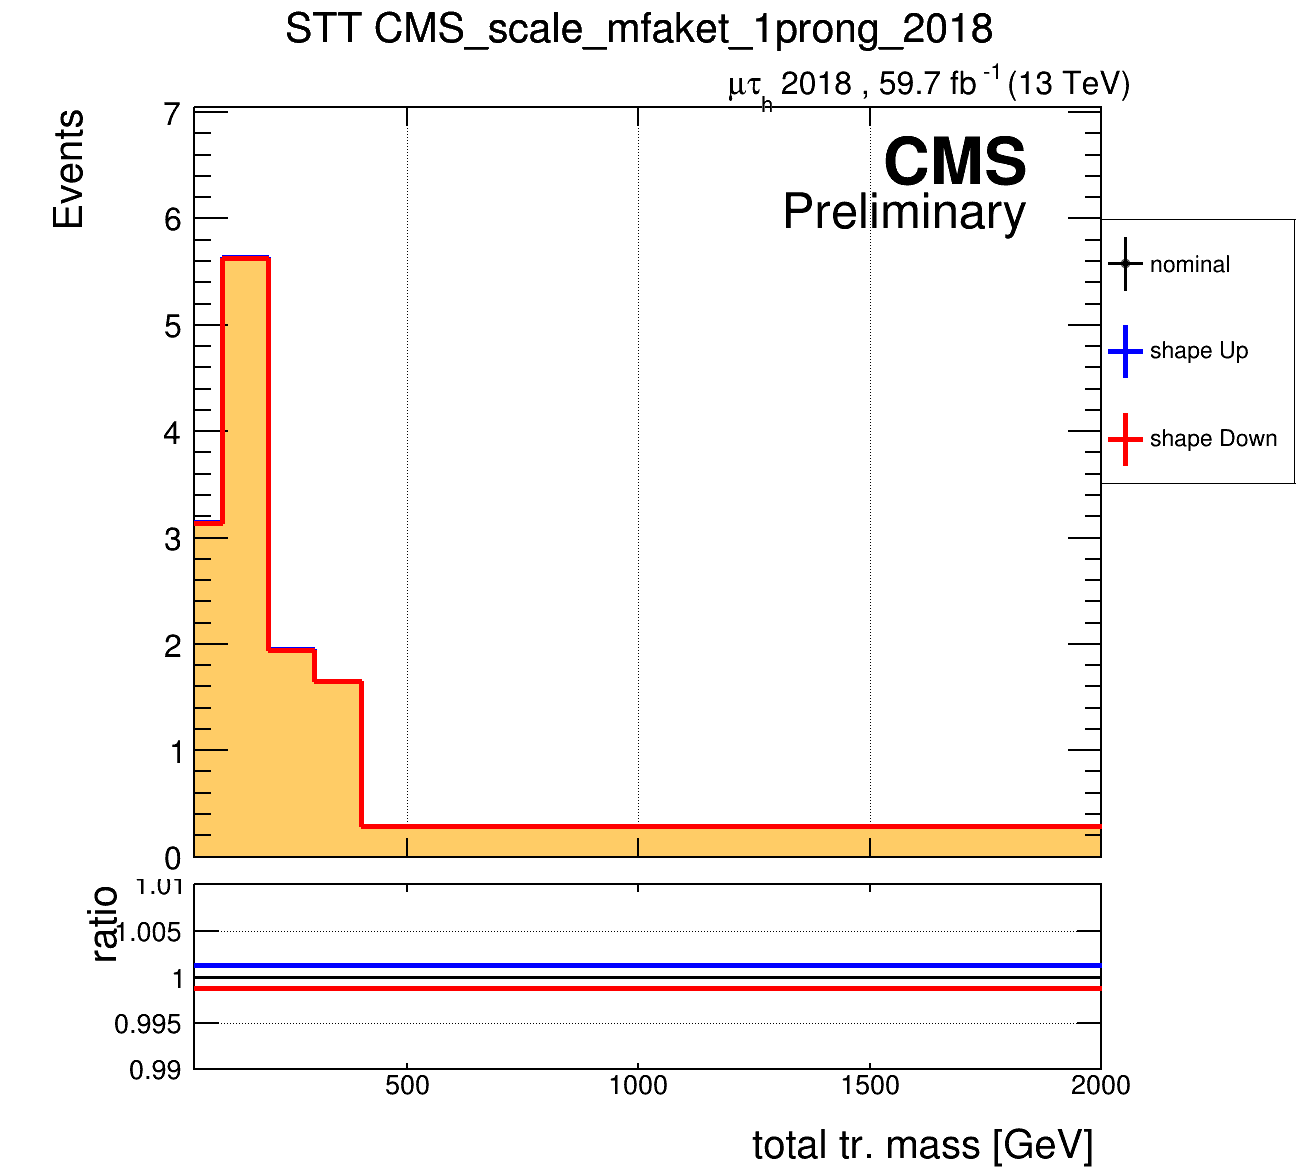 STT CMS_scale_mfaket_1prong_2018
μτh 2018 , 59.7 fb-1 (13 TeV)
Events
7
6
5
4
3
2
1
0
CMS
Preliminary
nominal
shape Up
shape Down
ratio
1.01
1.005
1
0.995
0.99
500 1000 1500 2000
total tr. mass [GeV]